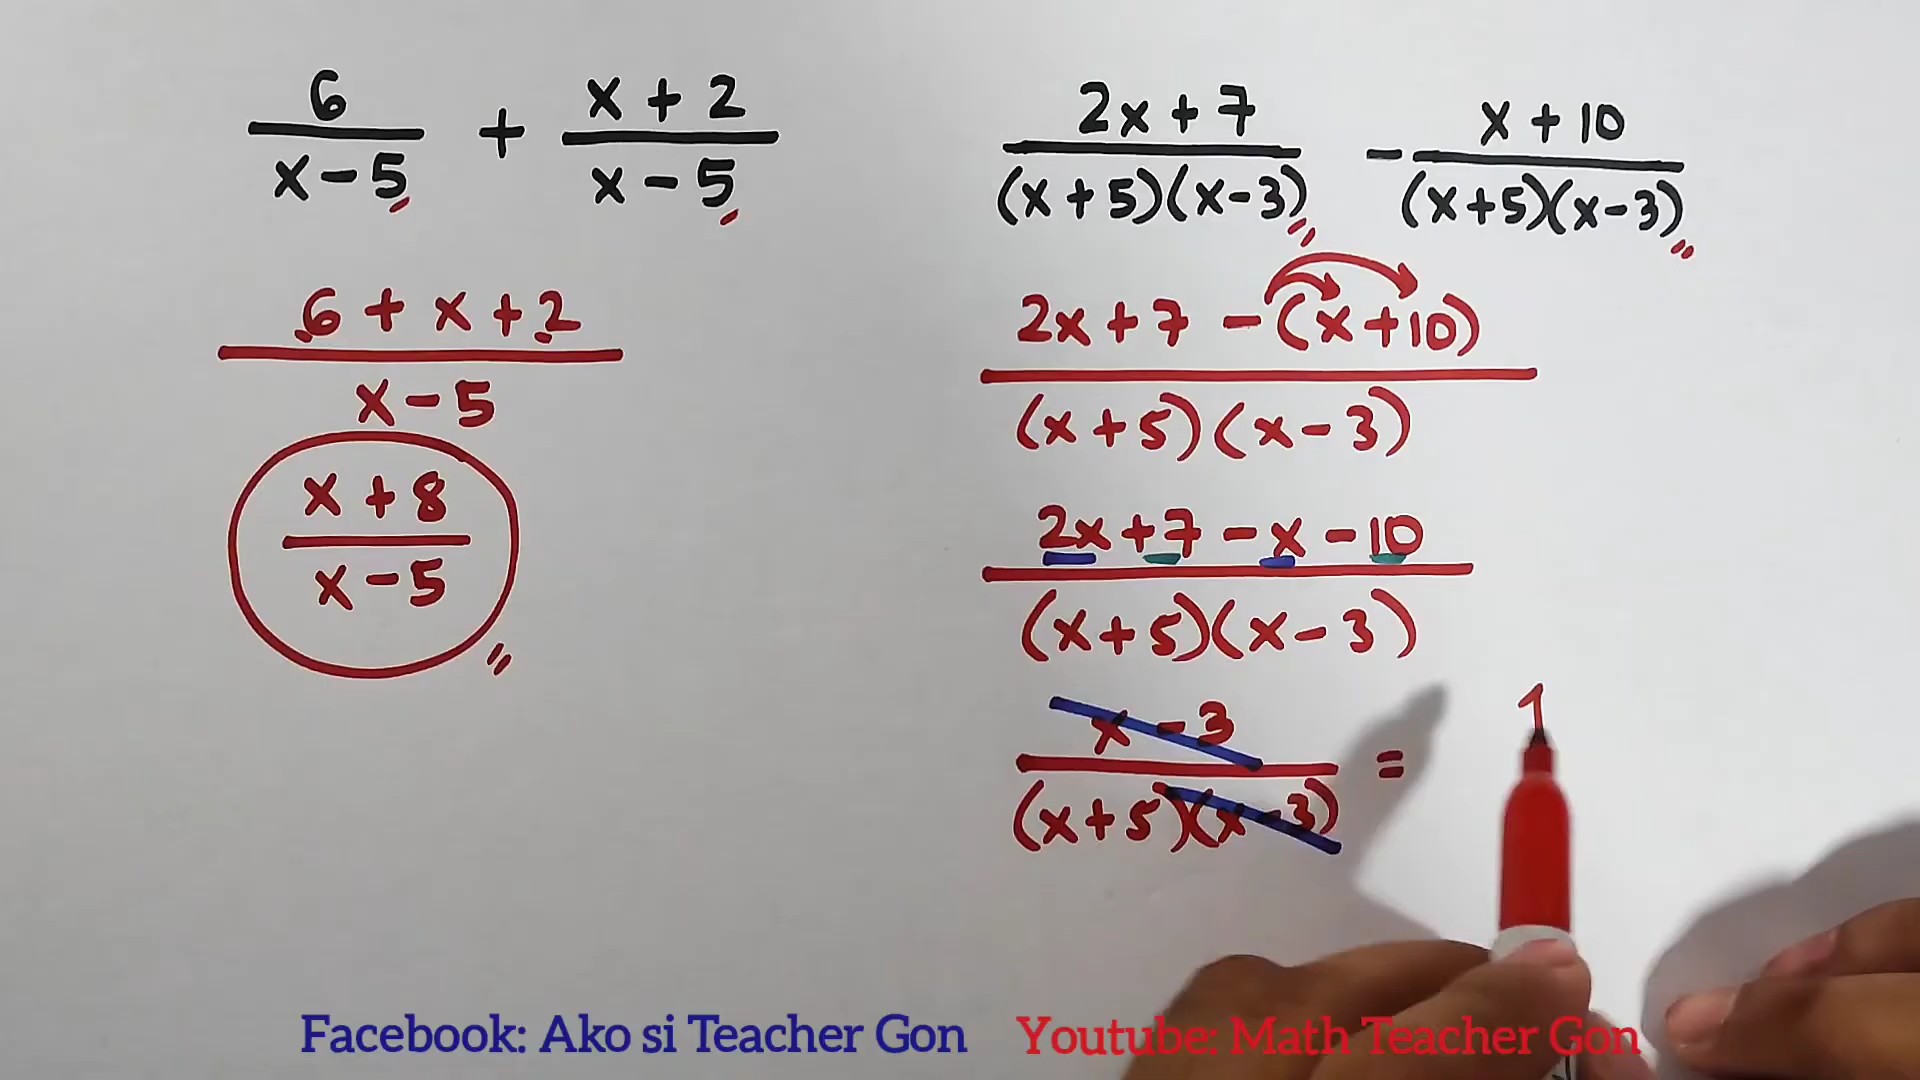 6 / (x - 5) + (x + 2) / (x - 5)
(6 + x + 2) / (x - 5)
(x + 8) / (x - 5)
"
(2x + 7) / ((x + 5)(x - 3)) - (x + 10) / ((x + 5)(x - 3))
(2x + 7 - (x + 10)) / ((x + 5)(x - 3))
(2x + 7 - x - 10) / ((x + 5)(x - 3))
(x - 3) / ((x + 5)(x - 3)) = 1
Facebook: Ako si Teacher Gon
Youtube: Math Teacher Gon